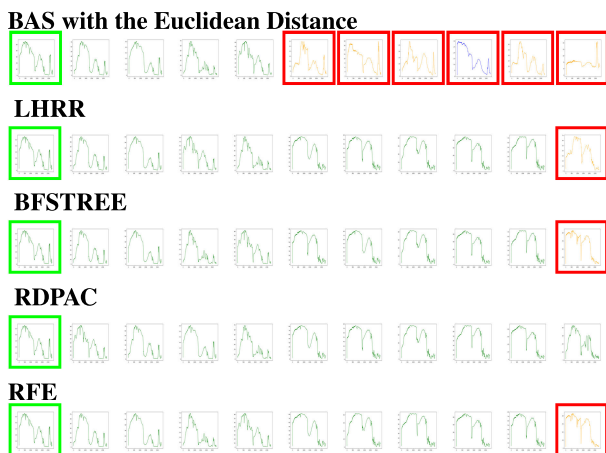 BAS with the Euclidean Distance
LHRR
BFSTREE
RDPAC
RFE